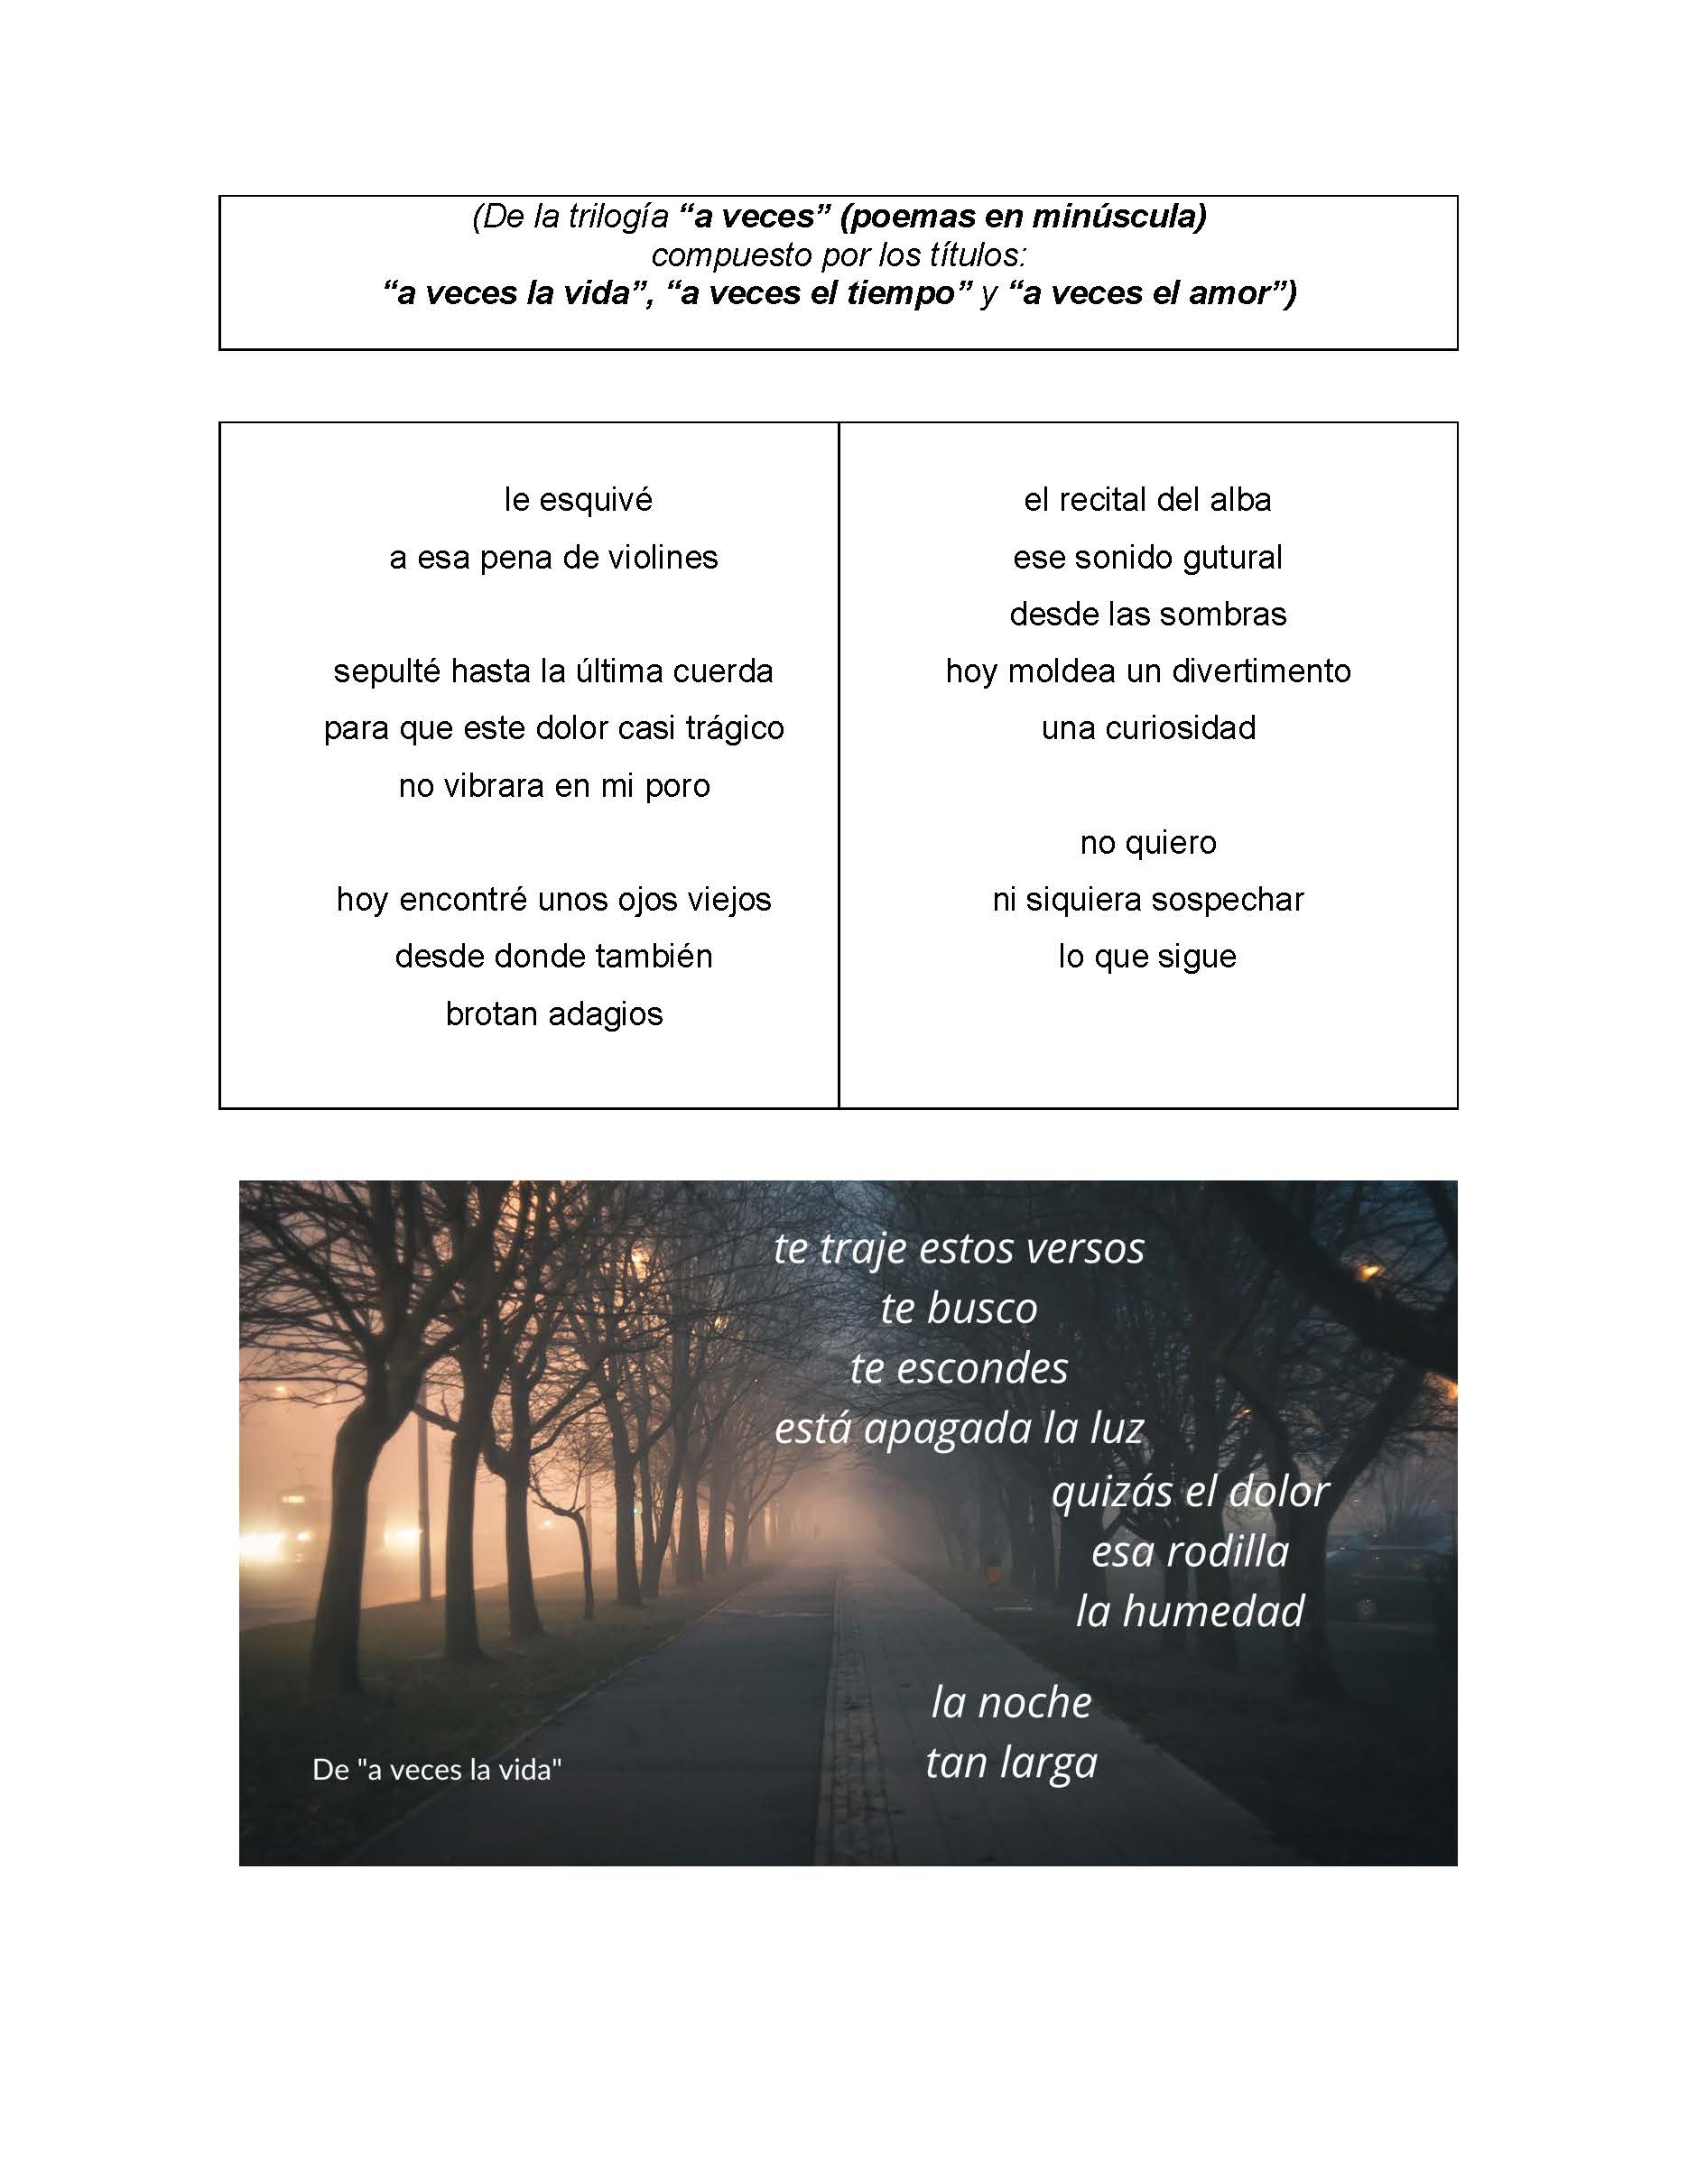 (De la trilogía “a veces” (poemas en minúscula)
compuesto por los títulos:
“a veces la vida”, “a veces el tiempo” y “a veces el amor”)
le esquivé
a esa pena de violines
sepulté hasta la última cuerda
para que este dolor casi trágico
no vibrara en mi poro
hoy encontré unos ojos viejos
desde donde también
brotan adagios
el recital del alba
ese sonido gutural
desde las sombras
hoy moldea un divertimento
una curiosidad
no quiero
ni siquiera sospechar
lo que sigue
te traje estos versos
te busco
te escondes
está apagada la luz
quizás el dolor
esa rodilla
la humedad
la noche
tan larga
De "a veces la vida"